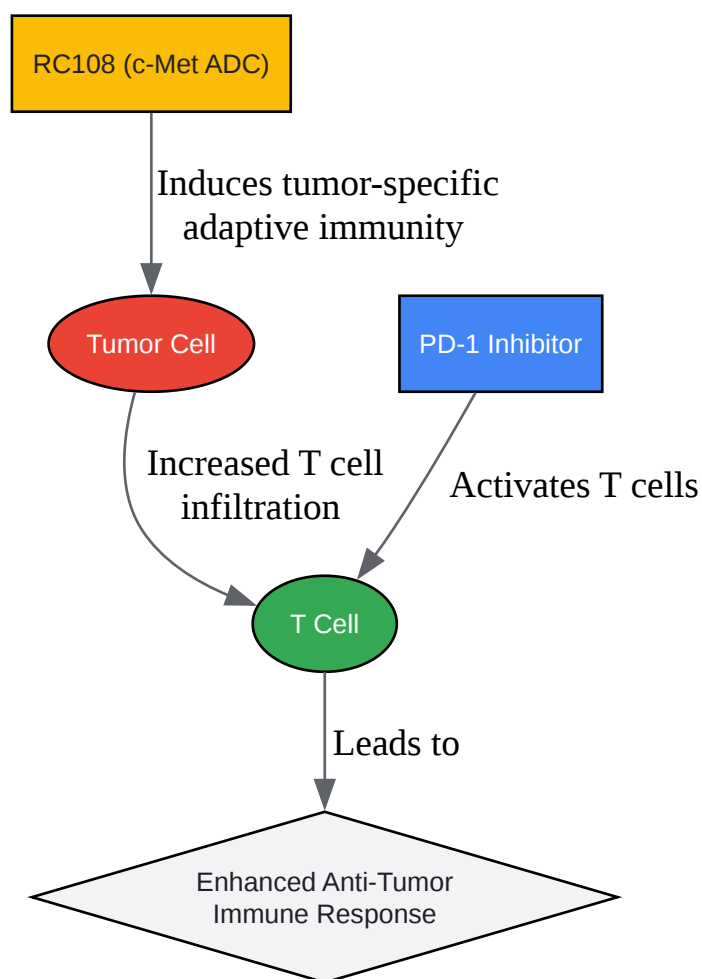 RC108 (c-Met ADC)
Induces tumor-specific
adaptive immunity
Tumor Cell
PD-1 Inhibitor
Increased T cell
infiltration
Activates T cells
T Cell
Leads to
Enhanced Anti-Tumor
Immune Response